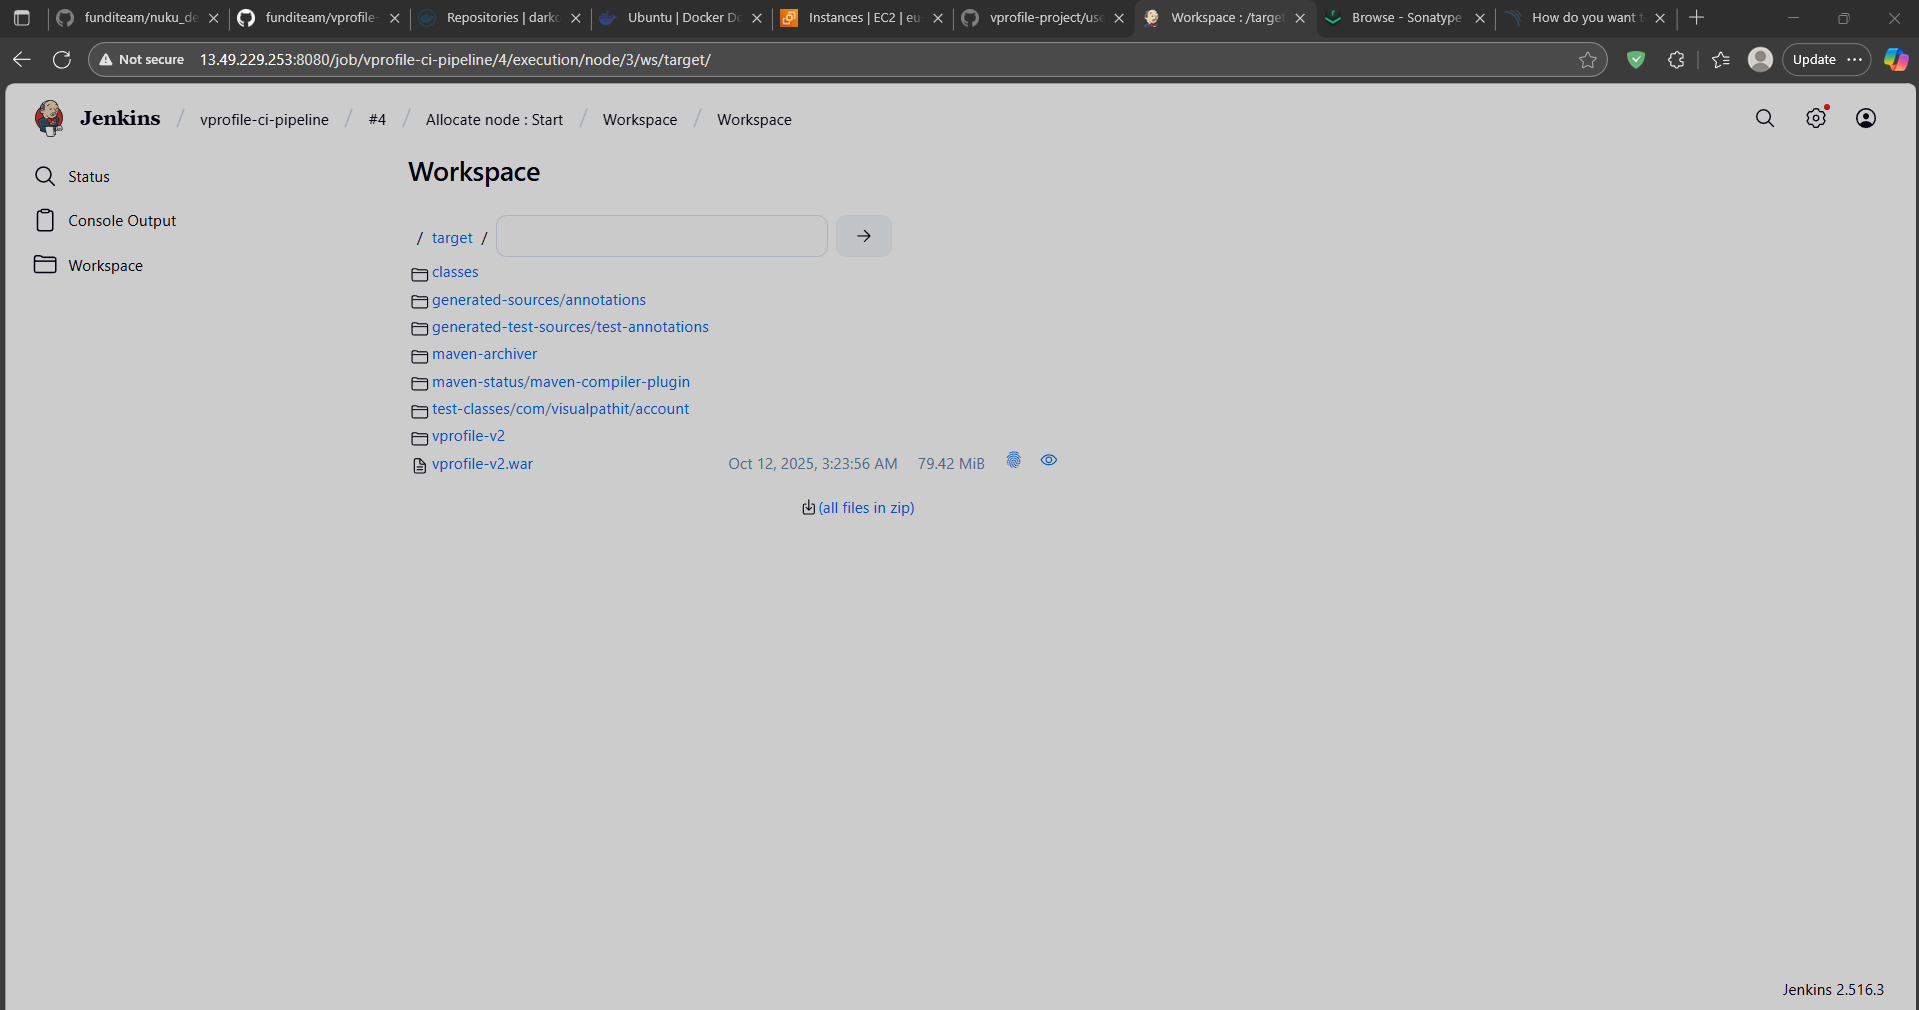 funditeam/nuku_de
funditeam/vprofile-
Repositories | darko
Ubuntu | Docker Do
Instances | EC2 | eu
vprofile-project/use
Workspace : /target
Browse - Sonatype
How do you want t
Not secure 13.49.229.253:8080/job/vprofile-ci-pipeline/4/execution/node/3/ws/target/
Update
Jenkins / vprofile-ci-pipeline / #4 / Allocate node : Start / Workspace / Workspace
Status
Console Output
Workspace
Workspace
/ target /
classes
generated-sources/annotations
generated-test-sources/test-annotations
maven-archiver
maven-status/maven-compiler-plugin
test-classes/com/visualpathit/account
vprofile-v2
vprofile-v2.war Oct 12, 2025, 3:23:56 AM 79.42 MiB
(all files in zip)
Jenkins 2.516.3